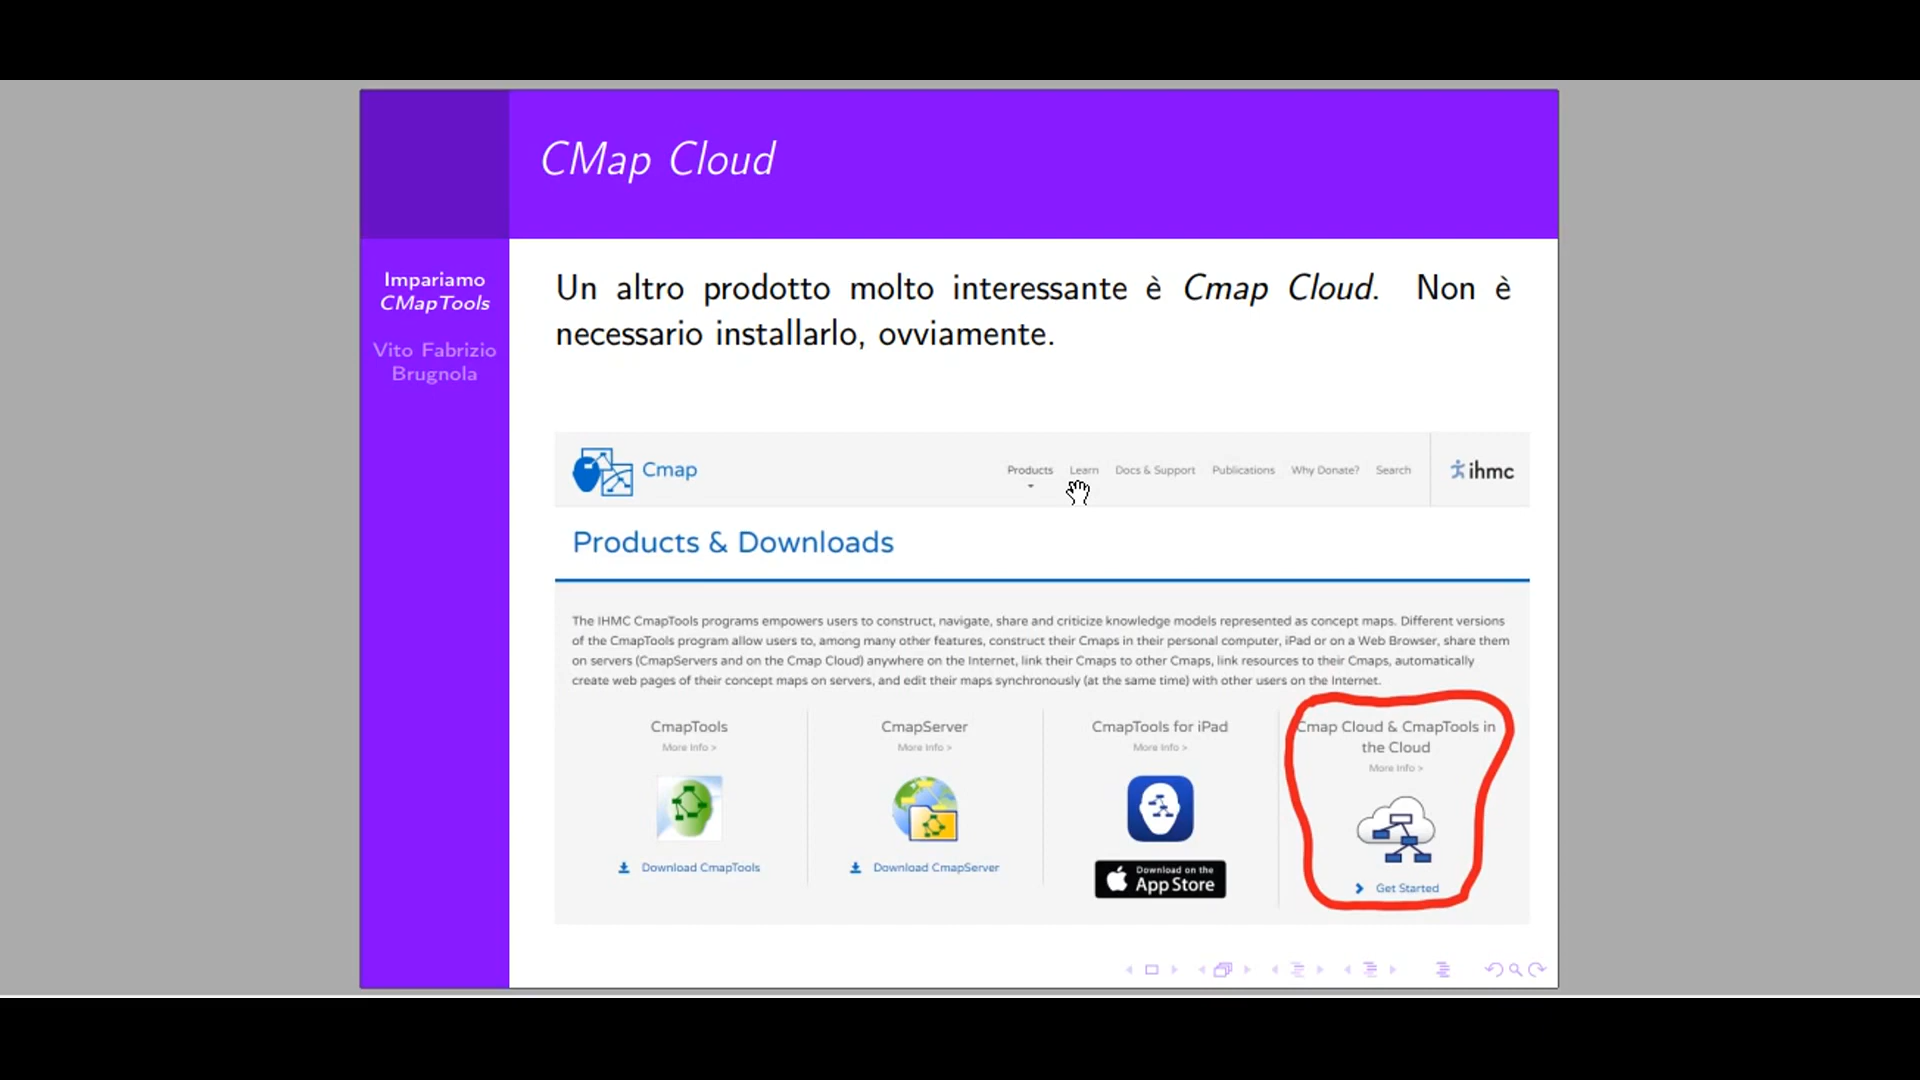 CMap Cloud
Impariamo
CMapTools
Vito Fabrizio
Brugnola
Un altro prodotto molto interessante è Cmap Cloud. Non è
necessario installarlo, ovviamente.
Cmap
Products
Learn
Docs & Support
Publications
Why Donate?
Search
ihmc
Products & Downloads
The IHMC CmapTools programs empowers users to construct, navigate, share and criticize knowledge models represented as concept maps. Different versions
of the CmapTools program allow users to, among many other features, construct their Cmaps in their personal computer, iPad or on a Web Browser, share them
on servers (CmapServers and on the Cmap Cloud) anywhere on the Internet, link their Cmaps to other Cmaps, link resources to their Cmaps, automatically
create web pages of their concept maps on servers, and edit their maps synchronously (at the same time) with other users on the Internet.
CmapTools
More Info >
Download CmapTools
CmapServer
More Info >
Download CmapServer
CmapTools for iPad
More Info >
Download on the
App Store
Cmap Cloud & CmapTools in
the Cloud
More Info >
Get Started